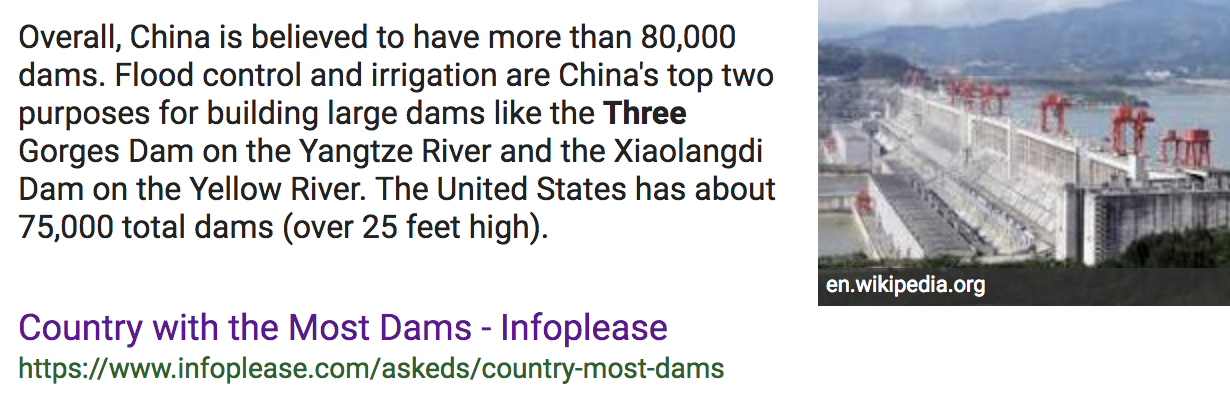 Overall, China is believed to have more than 80,000
dams. Flood control and irrigation are China's top two
purposes for building large dams like the Three
Gorges Dam on the Yangtze River and the Xiaolangdi
Dam on the Yellow River. The United States has about
75,000 total dams (over 25 feet high).
en.wikipedia.org
Country with the Most Dams - Infoplease
https://www.infoplease.com/askeds/country-most-dams